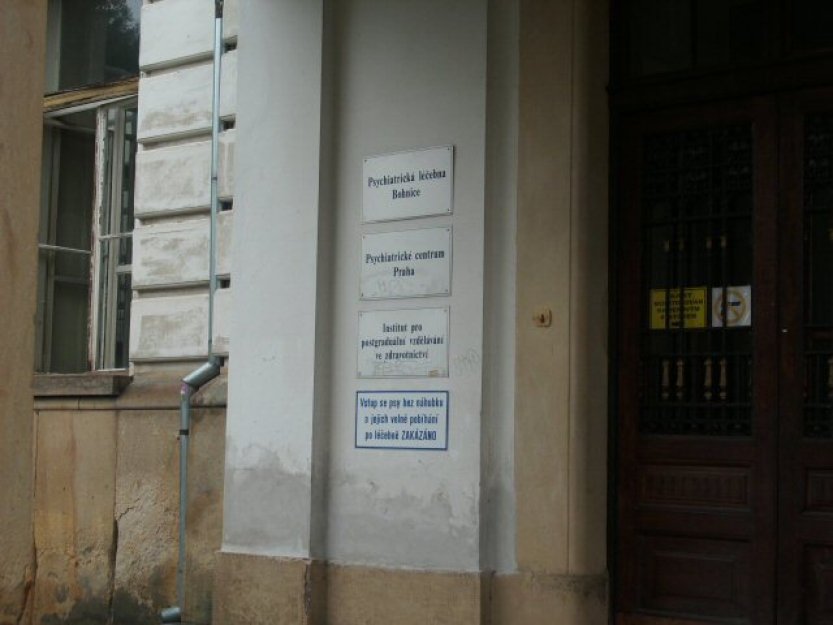 Psychiatrická léčebna
Bohnice
Psychiatrické centrum
Praha
Institut pro
postgraduální vzdělávání
ve zdravotnictví
Vstup se psy bez náhubku
a jejich volné pobíhání
po léčebně ZAKÁZÁNO